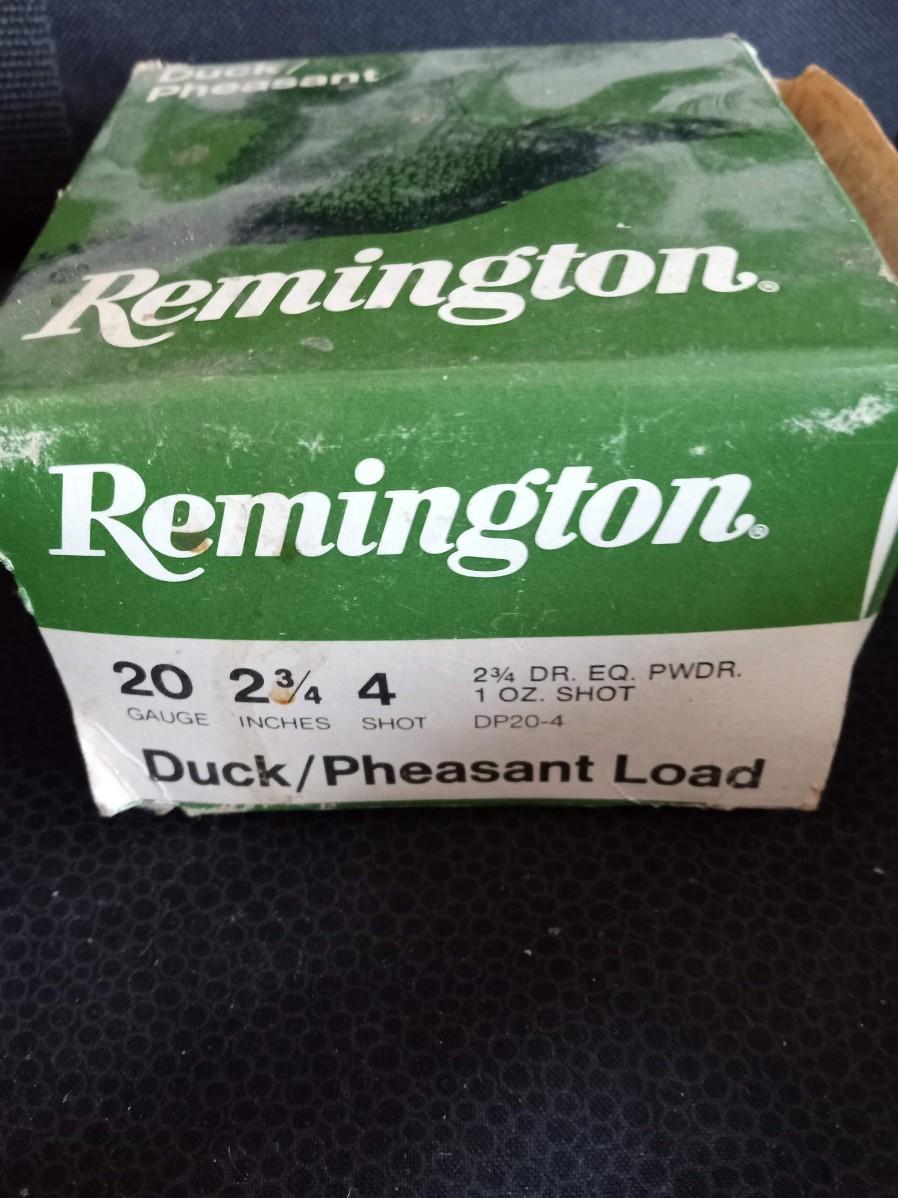 Duck/
Pheasant
Remington®
Remington®
20 2¾ 4
GAUGE INCHES SHOT
2¾ DR. EQ. PWDR.
1 OZ. SHOT
DP20-4
Duck/Pheasant Load